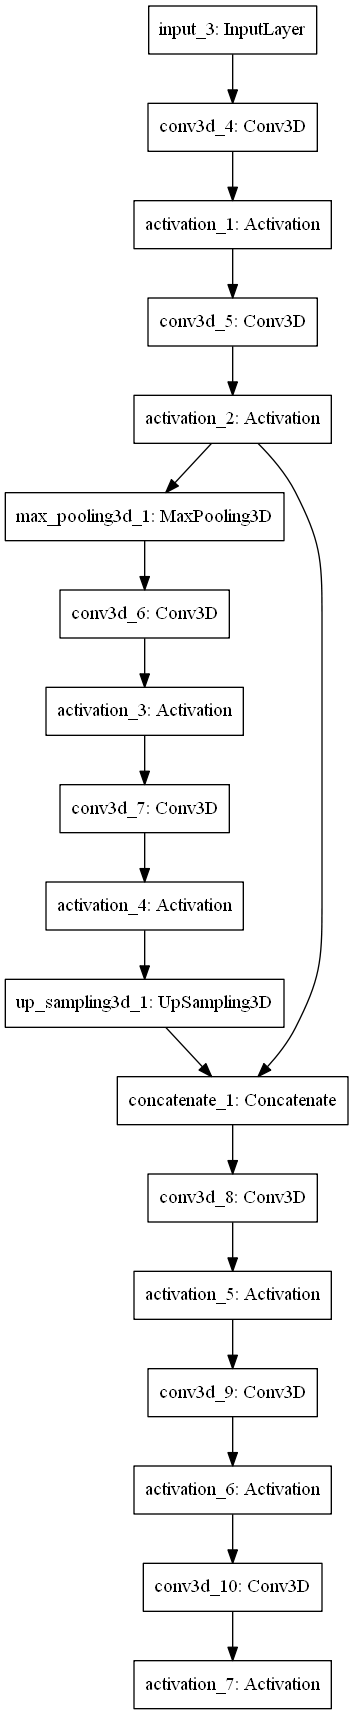 input_3: InputLayer
conv3d_4: Conv3D
activation_1: Activation
conv3d_5: Conv3D
activation_2: Activation
max_pooling3d_1: MaxPooling3D
conv3d_6: Conv3D
activation_3: Activation
conv3d_7: Conv3D
activation_4: Activation
up_sampling3d_1: UpSampling3D
concatenate_1: Concatenate
conv3d_8: Conv3D
activation_5: Activation
conv3d_9: Conv3D
activation_6: Activation
conv3d_10: Conv3D
activation_7: Activation